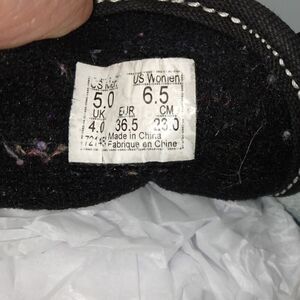 US Men US Women
5.0 6.5
UK EUR CM
4.0 36.5 23.0
Made in China
Fabrique en Chine